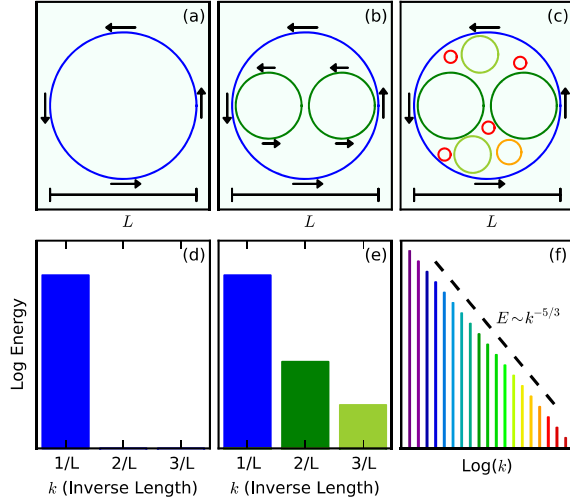 (a)
(b)
(c)
L
L
L
Log Energy
(d)
(e)
(f)
E ~ k^{-5/3}
1/L 2/L 3/L
1/L 2/L 3/L
k (Inverse Length)
k (Inverse Length)
Log(k)